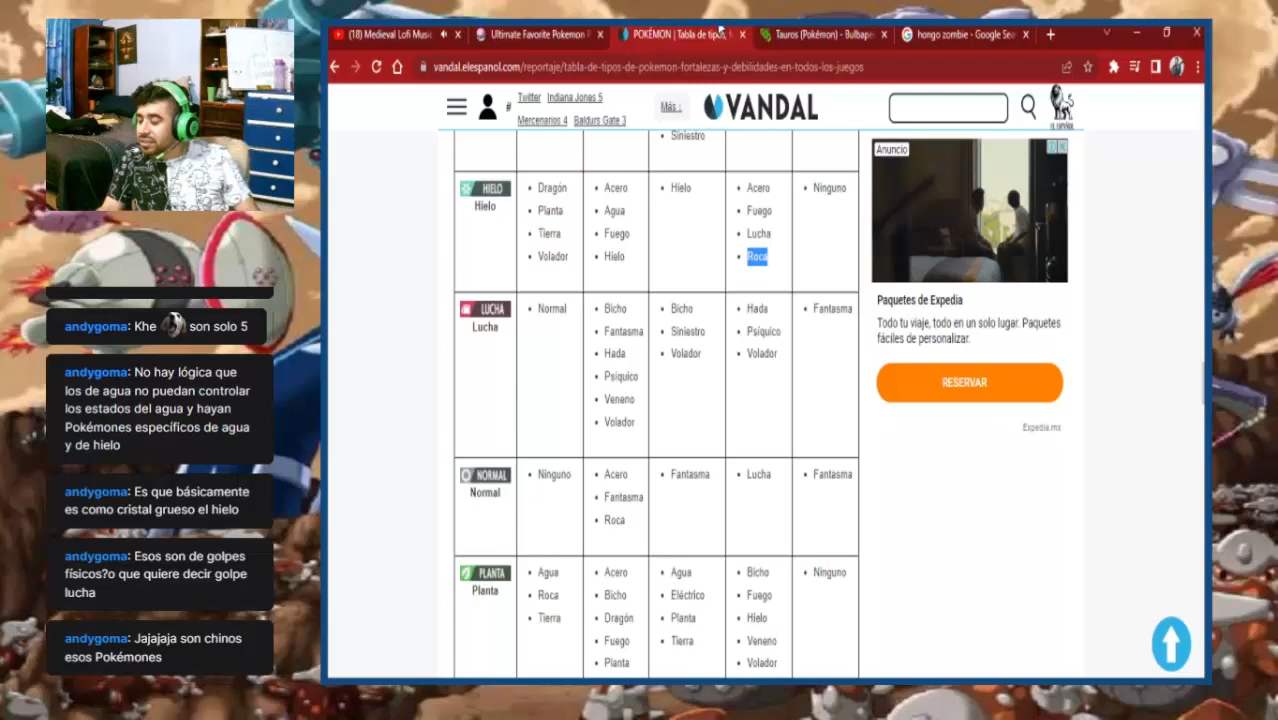 (18) Medieval Lofi Music
Ultimate Favorite Pokemon P
POKÉMON | Tabla de tipos,
Tauros (Pokémon) - Bulbape
hongo zombie - Google Sea
vandal.elespanol.com/reportaje/tabla-de-tipos-de-pokemon-fortalezas-y-debilidades-en-todos-los-juegos
# Twitter Indiana Jones 5
Mercenarios 4 Baldurs Gate 3
Más ↓
VANDAL
EL ESPAÑOL
Siniestro
HIELO
Hielo
Dragón
Planta
Tierra
Volador
Acero
Agua
Fuego
Hielo
Hielo
Acero
Fuego
Lucha
Roca
Ninguno
LUCHA
Lucha
Normal
Bicho
Fantasma
Hada
Psíquico
Veneno
Volador
Bicho
Siniestro
Volador
Hada
Psíquico
Volador
Fantasma
NORMAL
Normal
Ninguno
Acero
Fantasma
Roca
Fantasma
Lucha
Fantasma
PLANTA
Planta
Agua
Roca
Tierra
Acero
Bicho
Dragón
Fuego
Planta
Agua
Eléctrico
Planta
Tierra
Bicho
Fuego
Hielo
Veneno
Volador
Ninguno
Anuncio
Paquetes de Expedia
Todo tu viaje, todo en un solo lugar. Paquetes
fáciles de personalizar.
RESERVAR
Expedia.mx
andygoma: Khe son solo 5
andygoma: No hay lógica que
los de agua no puedan controlar
los estados del agua y hayan
Pokémones específicos de agua
y de hielo
andygoma: Es que básicamente
es como cristal grueso el hielo
andygoma: Esos son de golpes
físicos?o que quiere decir golpe
lucha
andygoma: Jajajaja son chinos
esos Pokémones